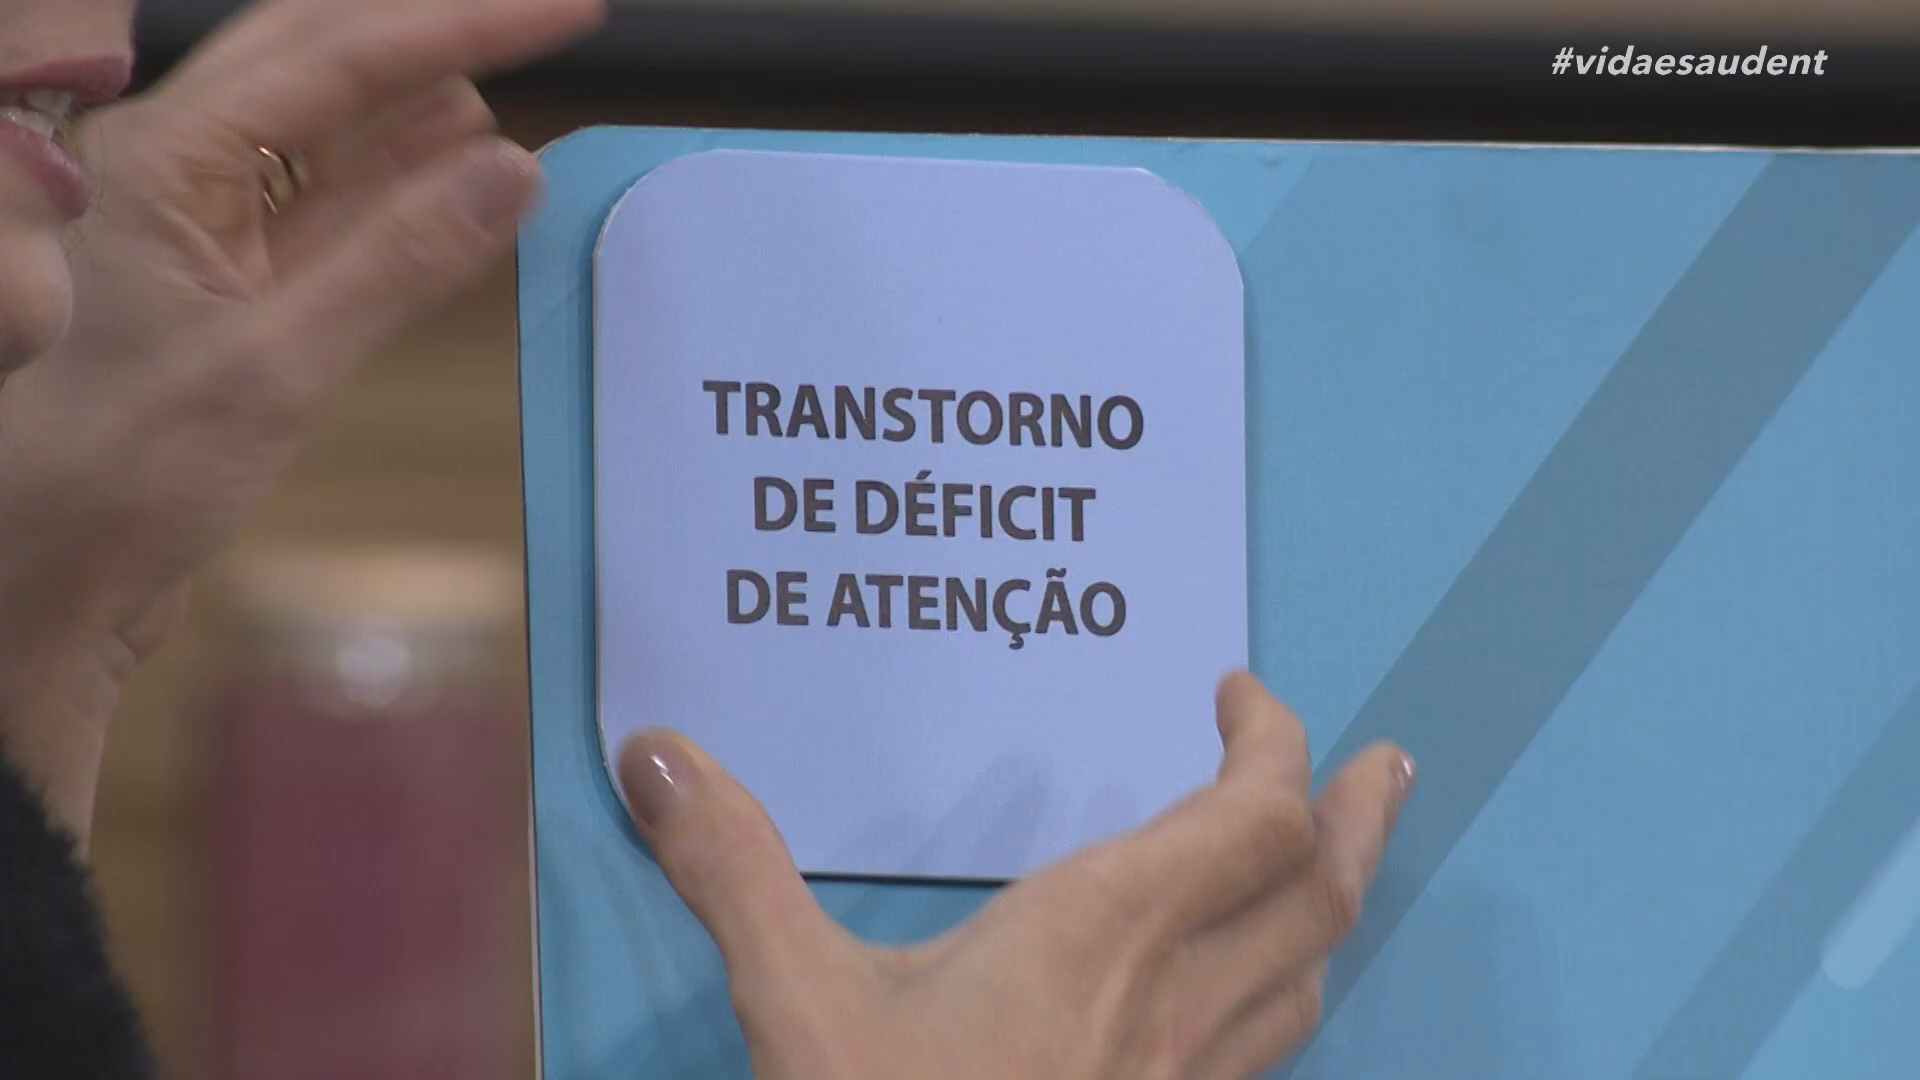 #vidaesaudent
TRANSTORNO
DE DÉFICIT
DE ATENÇÃO